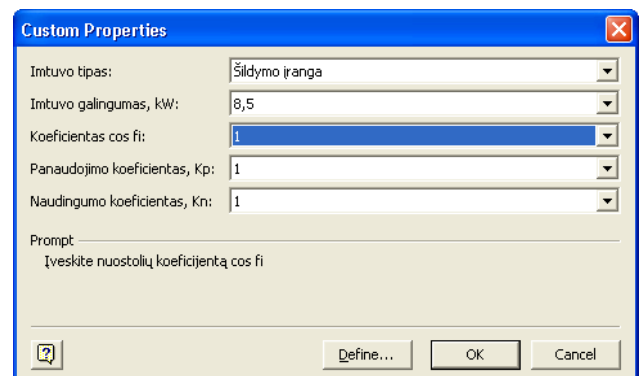 Custom Properties
Imtuvo tipas: Šildymo įranga
Imtuvo galingumas, kW: 8,5
Koeficientas cos fi: 1
Panaudojimo koeficientas, Kp: 1
Naudingumo koeficientas, Kn: 1
Prompt
Įveskite nuostolių koeficijentą cos fi
? Define... OK Cancel